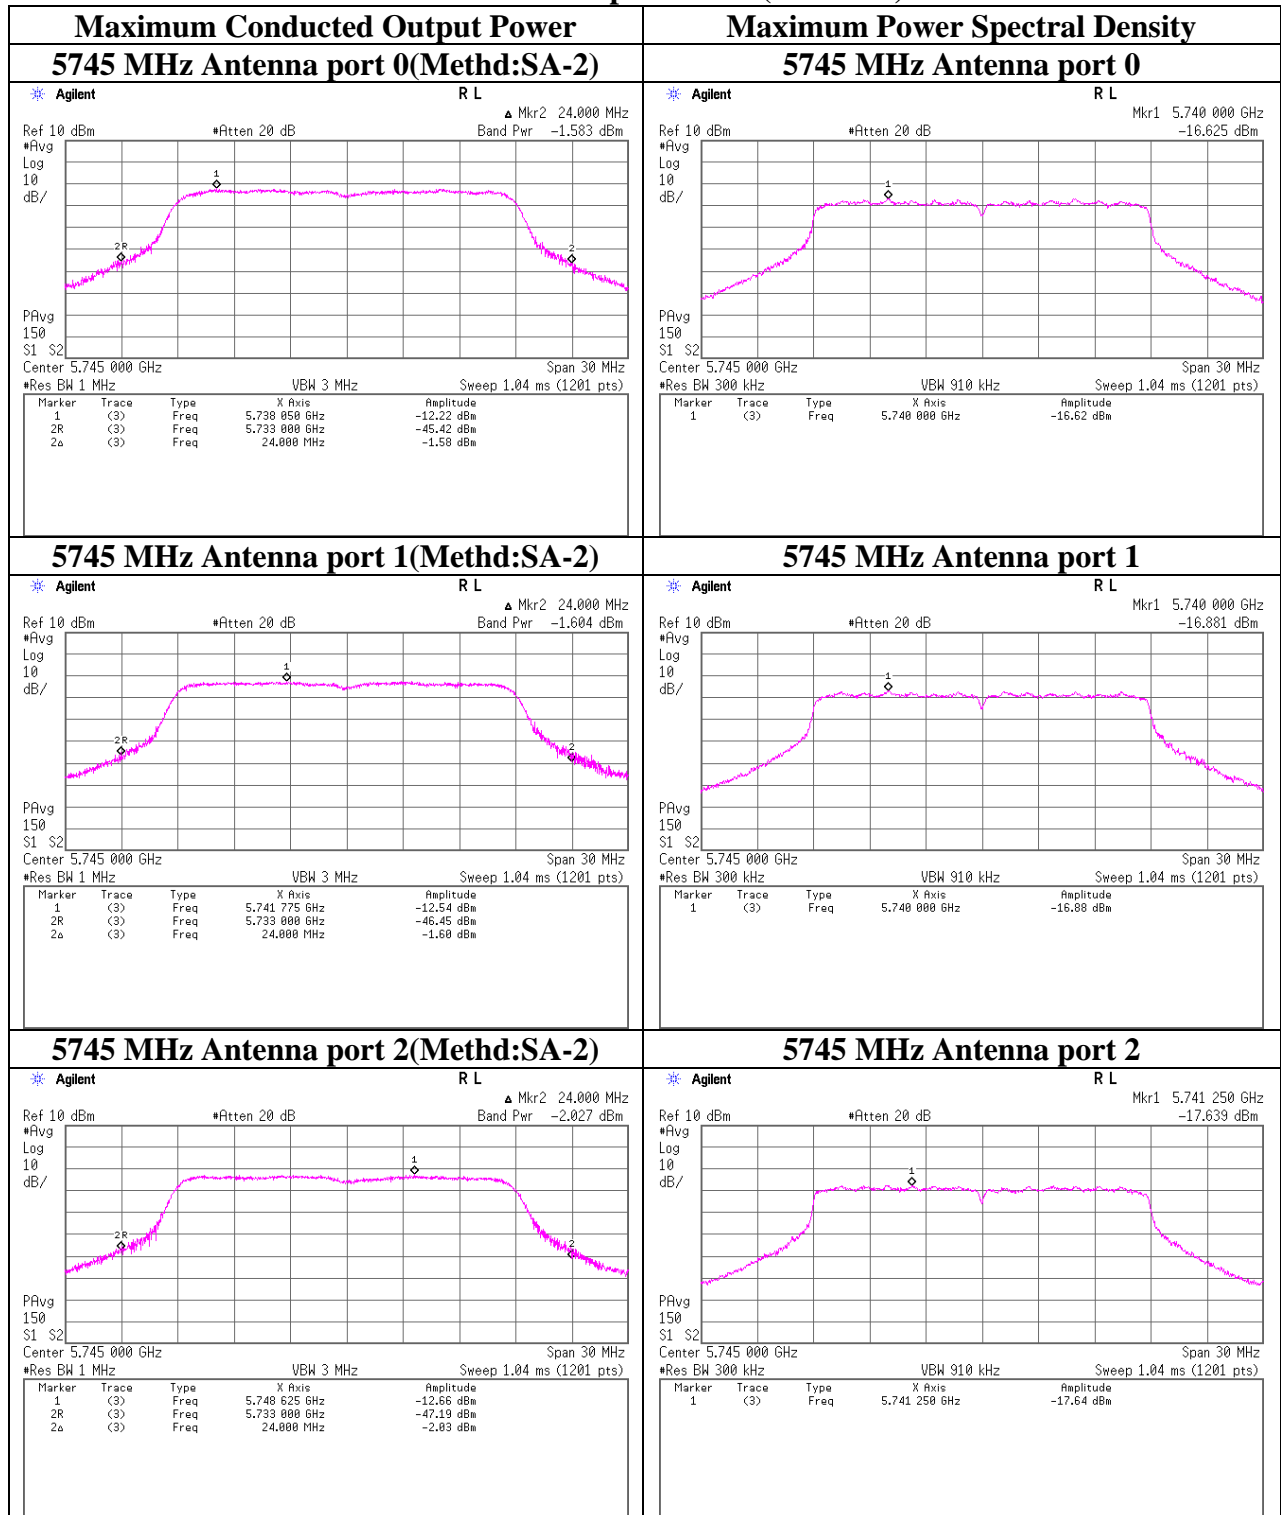 Maximum Conducted Output Power
Maximum Power Spectral Density
5745 MHz Antenna port 0(Methd:SA-2)
5745 MHz Antenna port 0
Agilent R L
Δ Mkr2 24.000 MHz
Ref 10 dBm #Atten 20 dB Band Pwr -1.583 dBm
#Avg
Log
10
dB/
1
2R
2
PAvg
150
S1 S2
Center 5.745 000 GHz Span 30 MHz
#Res BW 1 MHz VBW 3 MHz Sweep 1.04 ms (1201 pts)
Marker Trace Type X Axis Amplitude
1 (3) Freq 5.738 050 GHz -12.22 dBm
2R (3) Freq 5.733 000 GHz -45.42 dBm
2Δ (3) Freq 24.000 MHz -1.58 dBm
Agilent R L
Mkr1 5.740 000 GHz
Ref 10 dBm #Atten 20 dB -16.625 dBm
#Avg
Log
10
dB/
1
PAvg
150
S1 S2
Center 5.745 000 GHz Span 30 MHz
#Res BW 300 kHz VBW 910 kHz Sweep 1.04 ms (1201 pts)
Marker Trace Type X Axis Amplitude
1 (3) Freq 5.740 000 GHz -16.62 dBm
5745 MHz Antenna port 1(Methd:SA-2)
5745 MHz Antenna port 1
Agilent R L
Δ Mkr2 24.000 MHz
Ref 10 dBm #Atten 20 dB Band Pwr -1.604 dBm
#Avg
Log
10
dB/
1
2R
2
PAvg
150
S1 S2
Center 5.745 000 GHz Span 30 MHz
#Res BW 1 MHz VBW 3 MHz Sweep 1.04 ms (1201 pts)
Marker Trace Type X Axis Amplitude
1 (3) Freq 5.741 775 GHz -12.54 dBm
2R (3) Freq 5.733 000 GHz -46.45 dBm
2Δ (3) Freq 24.000 MHz -1.60 dBm
Agilent R L
Mkr1 5.740 000 GHz
Ref 10 dBm #Atten 20 dB -16.881 dBm
#Avg
Log
10
dB/
1
PAvg
150
S1 S2
Center 5.745 000 GHz Span 30 MHz
#Res BW 300 kHz VBW 910 kHz Sweep 1.04 ms (1201 pts)
Marker Trace Type X Axis Amplitude
1 (3) Freq 5.740 000 GHz -16.88 dBm
5745 MHz Antenna port 2(Methd:SA-2)
5745 MHz Antenna port 2
Agilent R L
Δ Mkr2 24.000 MHz
Ref 10 dBm #Atten 20 dB Band Pwr -2.027 dBm
#Avg
Log
10
dB/
1
2R
2
PAvg
150
S1 S2
Center 5.745 000 GHz Span 30 MHz
#Res BW 1 MHz VBW 3 MHz Sweep 1.04 ms (1201 pts)
Marker Trace Type X Axis Amplitude
1 (3) Freq 5.748 625 GHz -12.66 dBm
2R (3) Freq 5.733 000 GHz -47.19 dBm
2Δ (3) Freq 24.000 MHz -2.03 dBm
Agilent R L
Mkr1 5.741 250 GHz
Ref 10 dBm #Atten 20 dB -17.639 dBm
#Avg
Log
10
dB/
1
PAvg
150
S1 S2
Center 5.745 000 GHz Span 30 MHz
#Res BW 300 kHz VBW 910 kHz Sweep 1.04 ms (1201 pts)
Marker Trace Type X Axis Amplitude
1 (3) Freq 5.741 250 GHz -17.64 dBm